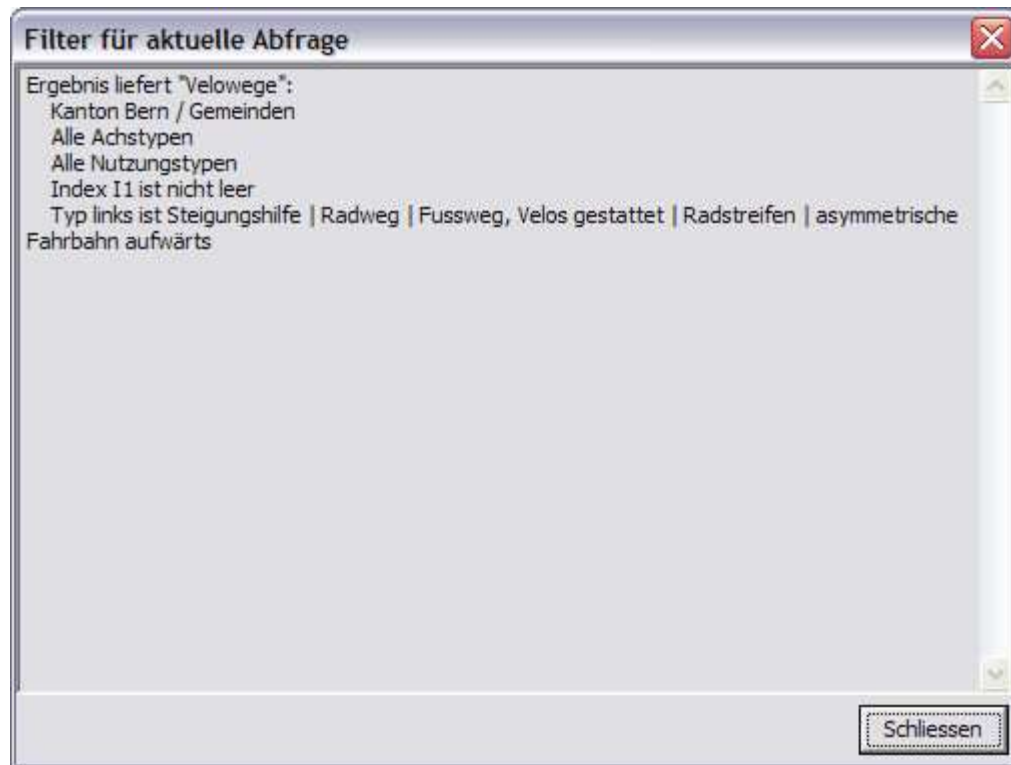 Filter für aktuelle Abfrage
Ergebnis liefert "Velowege":
Kanton Bern / Gemeinden
Alle Achstypen
Alle Nutzungstypen
Index I1 ist nicht leer
Typ links ist Steigungshilfe | Radweg | Fussweg, Velos gestattet | Radstreifen | asymmetrische
Fahrbahn aufwärts
Schliessen